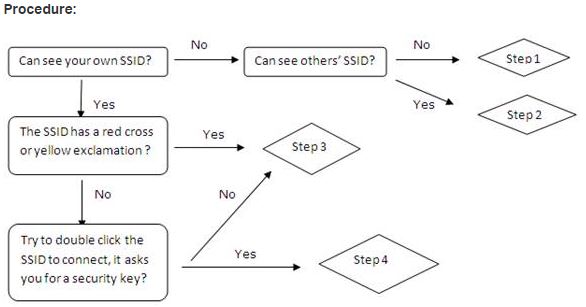 Procedure:
Can see your own SSID?
No
Can see others' SSID?
No
Step 1
Yes
Step 2
Yes
The SSID has a red cross
or yellow exclamation ?
Yes
Step 3
No
No
Try to double click the
SSID to connect, it asks
you for a security key?
Yes
Step 4